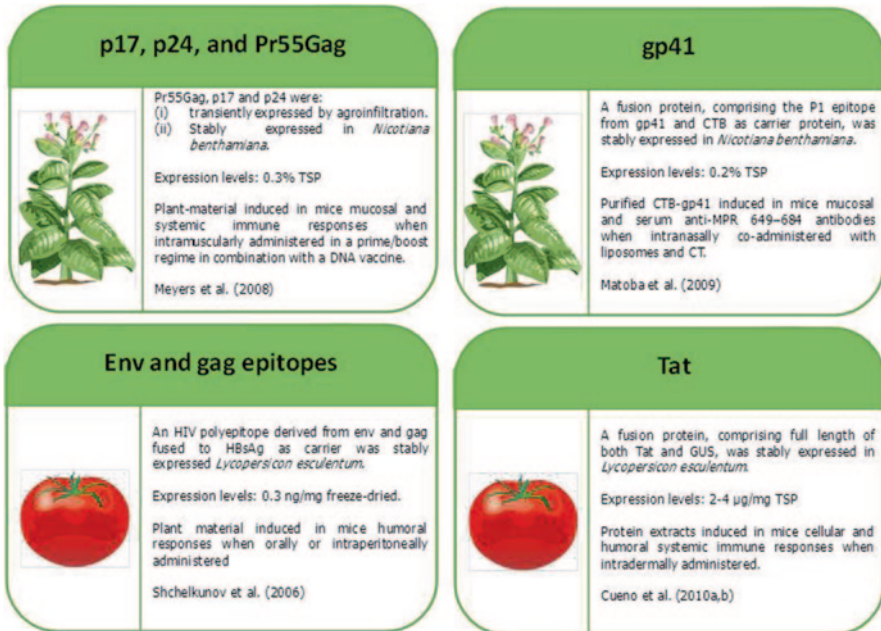 p17, p24, and Pr55Gag
Pr55Gag, p17 and p24 were:
(i) transiently expressed by agroinfiltration.
(ii) Stably expressed in Nicotiana
benthamiana.
Expression levels: 0.3% TSP
Plant-material induced in mice mucosal and
systemic immune responses when
intramuscularly administered in a prime/boost
regime in combination with a DNA vaccine.
Meyers et al. (2008)
gp41
A fusion protein, comprising the P1 epitope
from gp41 and CTB as carrier protein, was
stably expressed in Nicotiana benthamiana.
Expression levels: 0.2% TSP
Purified CTB-gp41 induced in mice mucosal
and serum anti-MPR 649–684 antibodies
when intranasally co-administered with
liposomes and CT.
Matoba et al. (2009)
Env and gag epitopes
An HIV polyepitope derived from env and gag
fused to HBsAg as carrier was stably
expressed Lycopersicon esculentum.
Expression levels: 0.3 ng/mg freeze-dried.
Plant material induced in mice humoral
responses when orally or intraperitoneally
administered
Shchelkunov et al. (2006)
Tat
A fusion protein, comprising full length of
both Tat and GUS, was stably expressed in
Lycopersicon esculentum.
Expression levels: 2-4 µg/mg TSP
Protein extracts induced in mice cellular and
humoral systemic immune responses when
intradermally administered.
Cueno et al. (2010a,b)